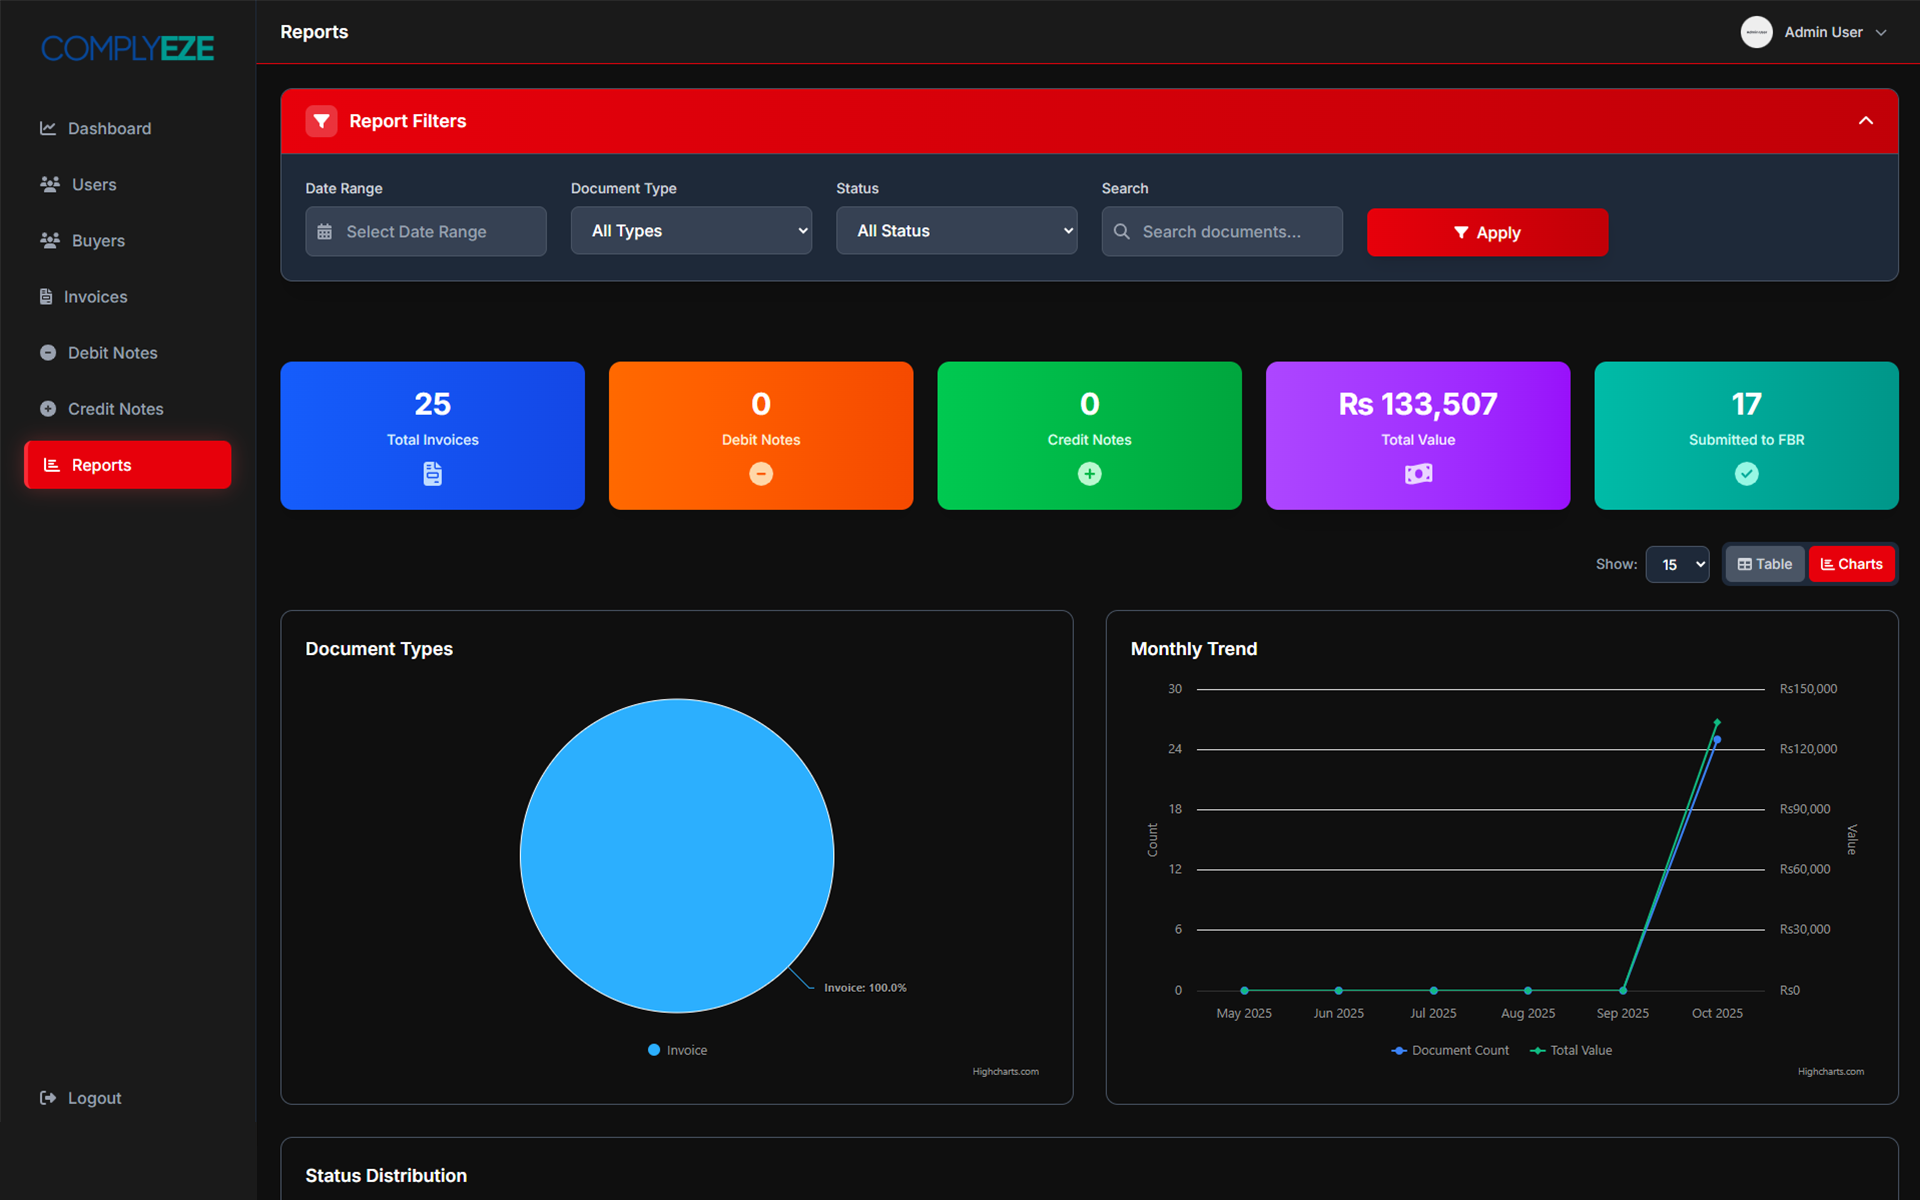 COMPLYEZE
Reports
Admin User
Dashboard
Users
Buyers
Invoices
Debit Notes
Credit Notes
Reports
Logout
Report Filters
Date Range
Document Type
Status
Search
Select Date Range
All Types
All Status
Search documents...
Apply
25
Total Invoices
0
Debit Notes
0
Credit Notes
Rs 133,507
Total Value
17
Submitted to FBR
Show: 15 Table Charts
Document Types
Invoice: 100.0%
Invoice
Highcharts.com
Monthly Trend
30 Rs150,000
24 Rs120,000
18 Rs90,000
Count
Value
12 Rs60,000
6 Rs30,000
0 Rs0
May 2025 Jun 2025 Jul 2025 Aug 2025 Sep 2025 Oct 2025
Document Count Total Value
Highcharts.com
Status Distribution